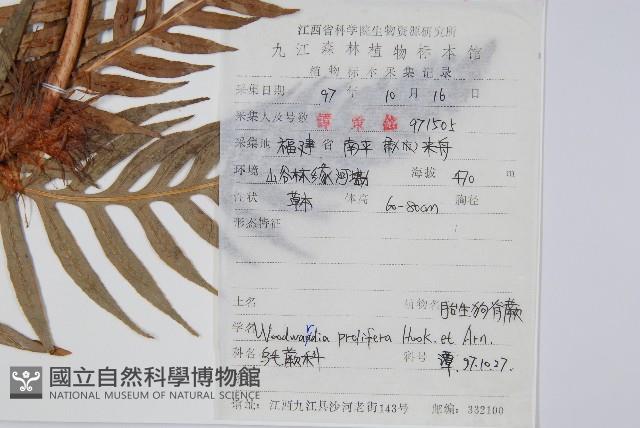 江西省科学院生物资源研究所
九江森林植物标本馆
植物标本采集记录
采集日期 97 年 10 月 16 日
采集人及号数 谭策铭 971505
采集地 福建 省 南平 市(市) 来舟
环境 山谷林缘河 海拔 470 m
性状 草本 体高 60-80cm 胸径
形态特征
土名 植物名 胎生狗脊蕨
学名 Woodwardia prolifera Hook. et Arn.
科名 乌毛蕨科 科号 谭. 97.10.27.
國立自然科學博物館
NATIONAL MUSEUM OF NATURAL SCIENCE
馆址: 江西九江县沙河老街143号 邮编: 332100